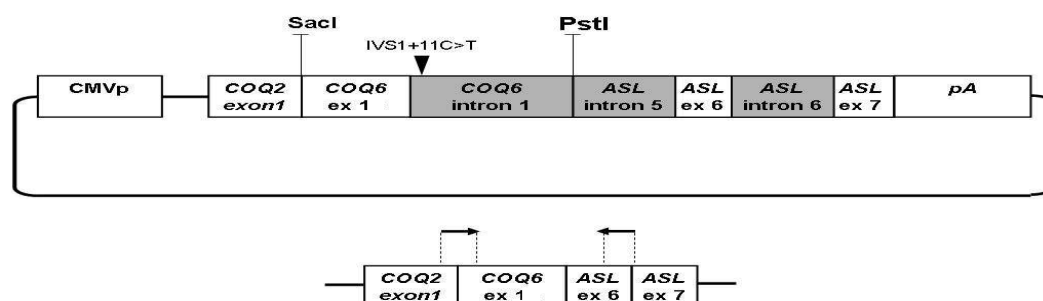 SacI
PstI
IVS1+11C>T
CMVp
COQ2
exon1
COQ6
ex 1
COQ6
intron 1
ASL
intron 5
ASL
ex 6
ASL
intron 6
ASL
ex 7
pA
COQ2
exon1
COQ6
ex 1
ASL
ex 6
ASL
ex 7